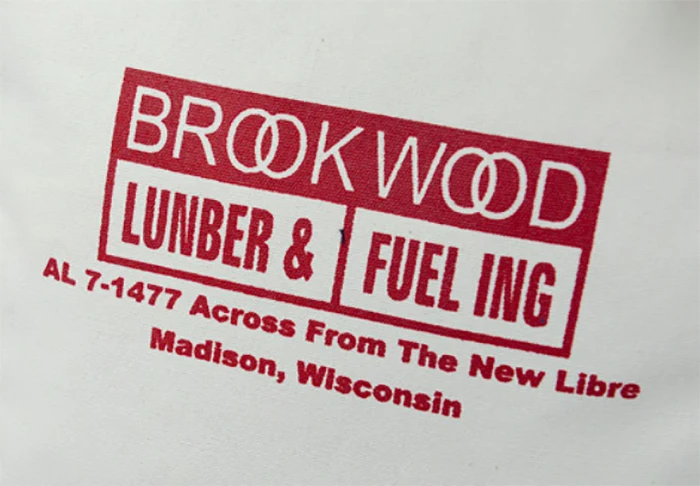 BROOKWOOD
LUNBER & FUEL ING
AL 7-1477 Across From The New Libre
Madison, Wisconsin